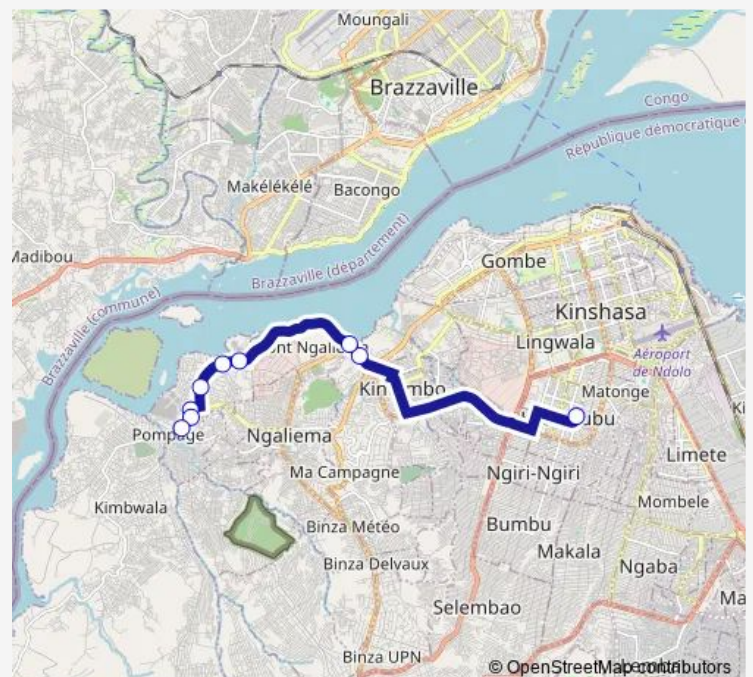 Moungali
Brazzaville
Congo
République démocratique
Makélékélé
Bacongo
Madibou
Brazzaville (département)
Brazzaville (commune)
Gombe
Kinshasa
Lingwala
Aéroport
de Ndolo
Matonge
Pompage
Ngaliema
Limete
Ma Campagne
Ngiri-Ngiri
Kimbwala
Mombele
Binza Météo
Bumbu
Makala
Binza Delvaux
Ngaba
Ma
Selembao
Binza UPN
© OpenStreetMap contributors